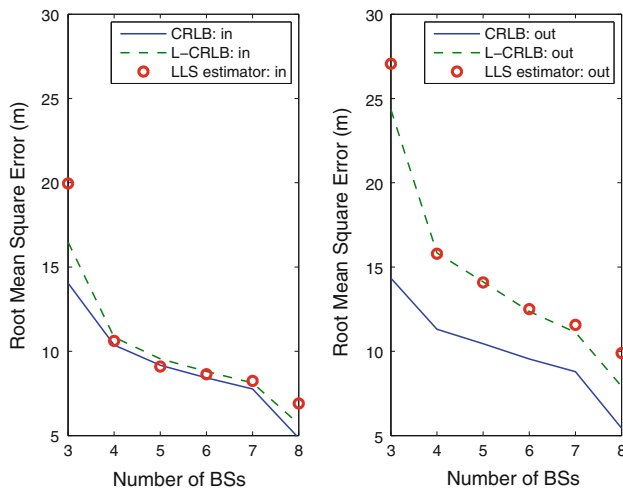 30
25
20
15
10
5
3
4
5
6
7
8
Root Mean Square Error (m)
Number of BSs
CRLB: in
L−CRLB: in
LLS estimator: in
30
25
20
15
10
5
3
4
5
6
7
8
Root Mean Square Error (m)
Number of BSs
CRLB: out
L−CRLB: out
LLS estimator: out